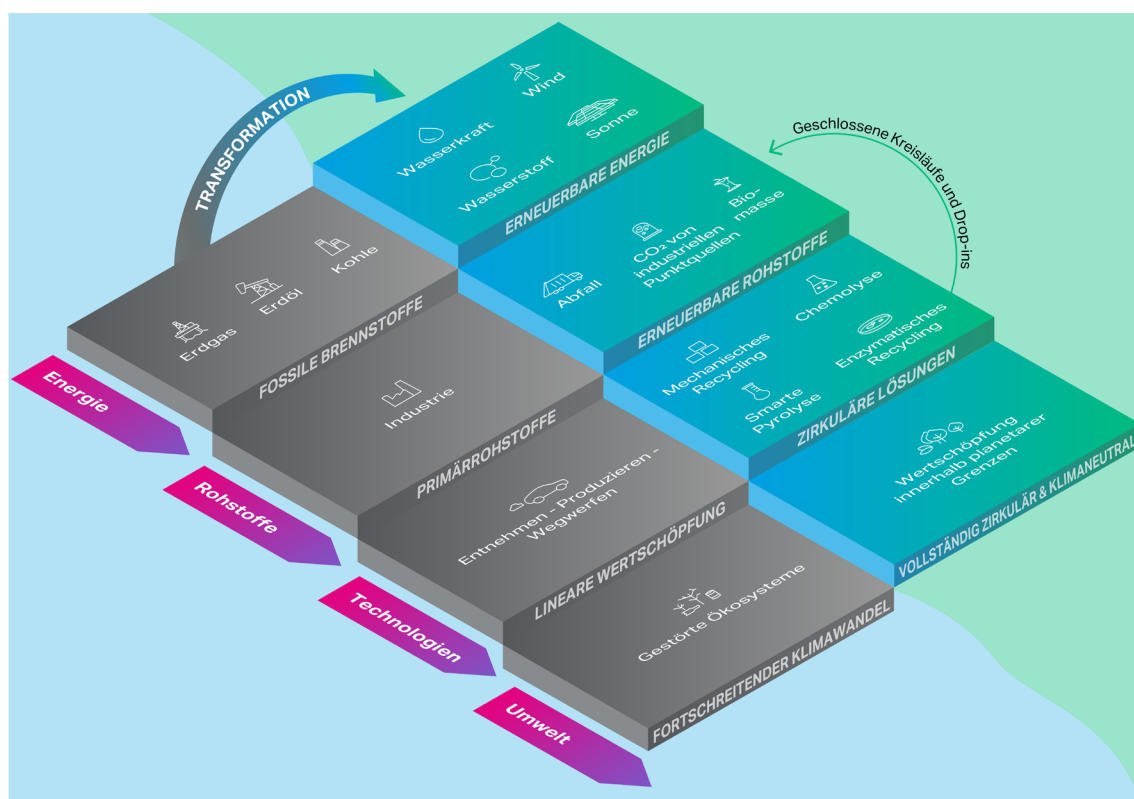 TRANSFORMATION
Wind
Wasserkraft
Sonne
Wasserstoff
ERNEUERBARE ENERGIE
Geschlossene Kreisläufe und Drop-ins
Bio-
masse
CO₂ von
industriellen
Punktquellen
Abfall
ERNEUERBARE ROHSTOFFE
Chemolyse
Mechanisches
Recycling
Enzymatisches
Recycling
Smarte
Pyrolyse
ZIRKULÄRE LÖSUNGEN
Wertschöpfung
innerhalb planetarer
Grenzen
VOLLSTÄNDIG ZIRKULÄR & KLIMANEUTRAL
Kohle
Erdöl
Erdgas
FOSSILE BRENNSTOFFE
Industrie
PRIMÄRROHSTOFFE
Entnehmen - Produzieren -
Wegwerfen
LINEARE WERTSCHÖPFUNG
Gestörte Ökosysteme
FORTSCHREITENDER KLIMAWANDEL
Energie
Rohstoffe
Technologien
Umwelt